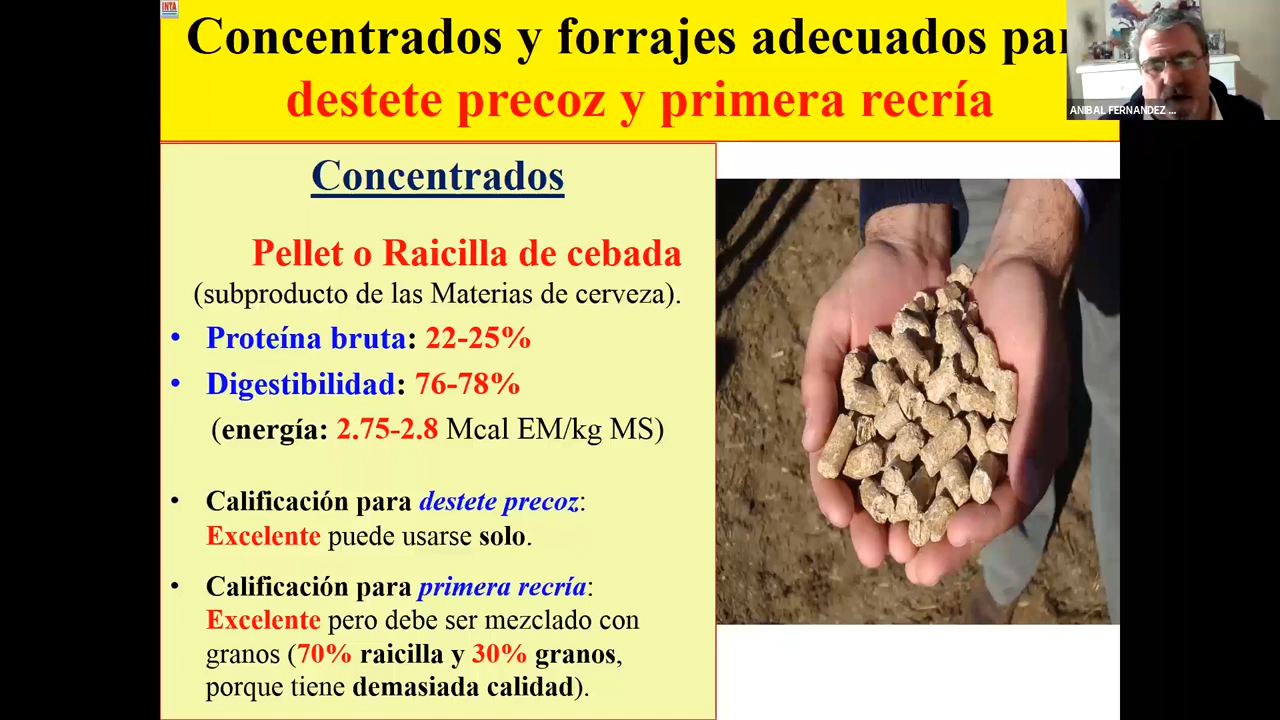 INTA
Concentrados y forrajes adecuados par
destete precoz y primera recría
ANIBAL FERNANDEZ ...
Concentrados
Pellet o Raicilla de cebada
(subproducto de las Materias de cerveza).
• Proteína bruta: 22-25%
• Digestibilidad: 76-78%
(energía: 2.75-2.8 Mcal EM/kg MS)
• Calificación para destete precoz:
Excelente puede usarse solo.
• Calificación para primera recría:
Excelente pero debe ser mezclado con
granos (70% raicilla y 30% granos,
porque tiene demasiada calidad).